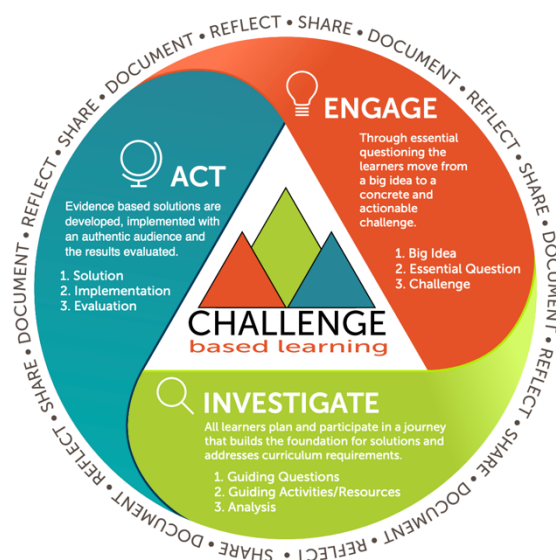 REFLECT • SHARE • DOCUMENT • REFLECT • SHARE • DOCUMENT • REFLECT • SHARE • DOCUMENT • REFLECT • SHARE • DOCUMENT • REFLECT • SHARE • DOCUMENT • REFLECT • SHARE • DOCUMENT •
ENGAGE
Through essential
questioning the
learners move from
a big idea to a
concrete and
actionable
challenge.
1. Big Idea
2. Essential Question
3. Challenge
ACT
Evidence based solutions are
developed, implemented with
an authentic audience and
the results evaluated.
1. Solution
2. Implementation
3. Evaluation
CHALLENGE
based learning
INVESTIGATE
All learners plan and participate in a journey
that builds the foundation for solutions and
addresses curriculum requirements.
1. Guiding Questions
2. Guiding Activities/Resources
3. Analysis